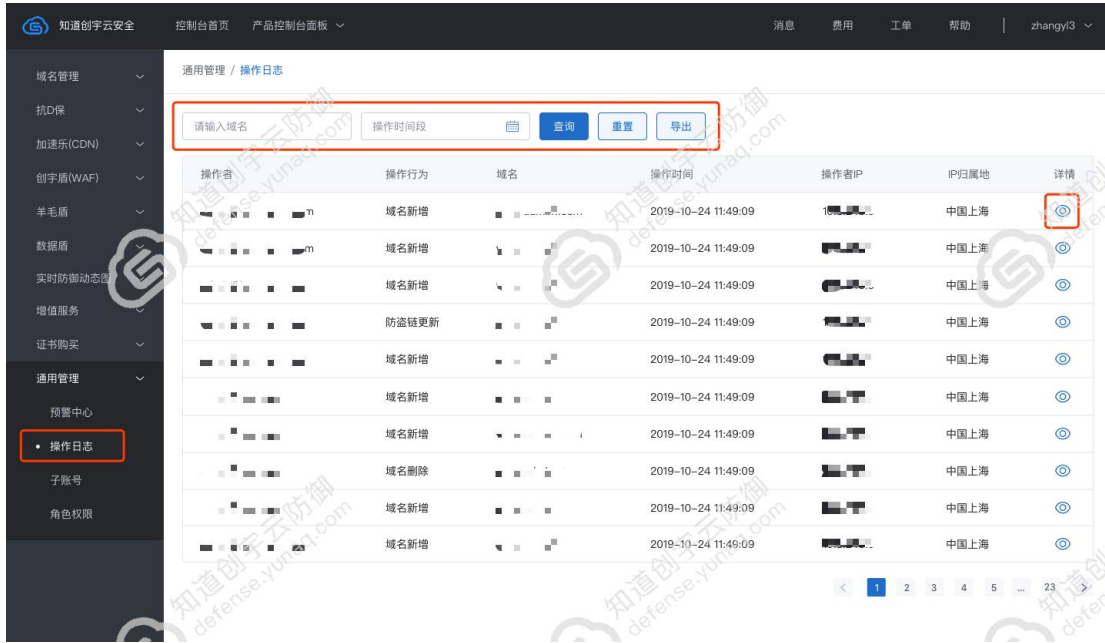 知道创宇云安全 控制台首页 产品控制台面板 消息 费用 工单 帮助 zhangyl3
域名管理
抗D保
加速乐(CDN)
创宇盾(WAF)
羊毛盾
数据盾
实时防御动态图
增值服务
证书购买
通用管理
预警中心
• 操作日志
子账号
角色权限
通用管理 / 操作日志
请输入域名 操作时间段 查询 重置 导出
操作者 操作行为 域名 操作时间 操作者IP IP归属地 详情
域名新增 2019-10-24 11:49:09 中国上海
域名新增 2019-10-24 11:49:09 中国上海
域名新增 2019-10-24 11:49:09 中国上海
防盗链更新 2019-10-24 11:49:09 中国上海
域名新增 2019-10-24 11:49:09 中国上海
域名新增 2019-10-24 11:49:09 中国上海
域名新增 2019-10-24 11:49:09 中国上海
域名删除 2019-10-24 11:49:09 中国上海
域名新增 2019-10-24 11:49:09 中国上海
域名新增 2019-10-24 11:49:09 中国上海
< 1 2 3 4 5 ... 23 >
知道创宇云防御
defense.yunaq.com